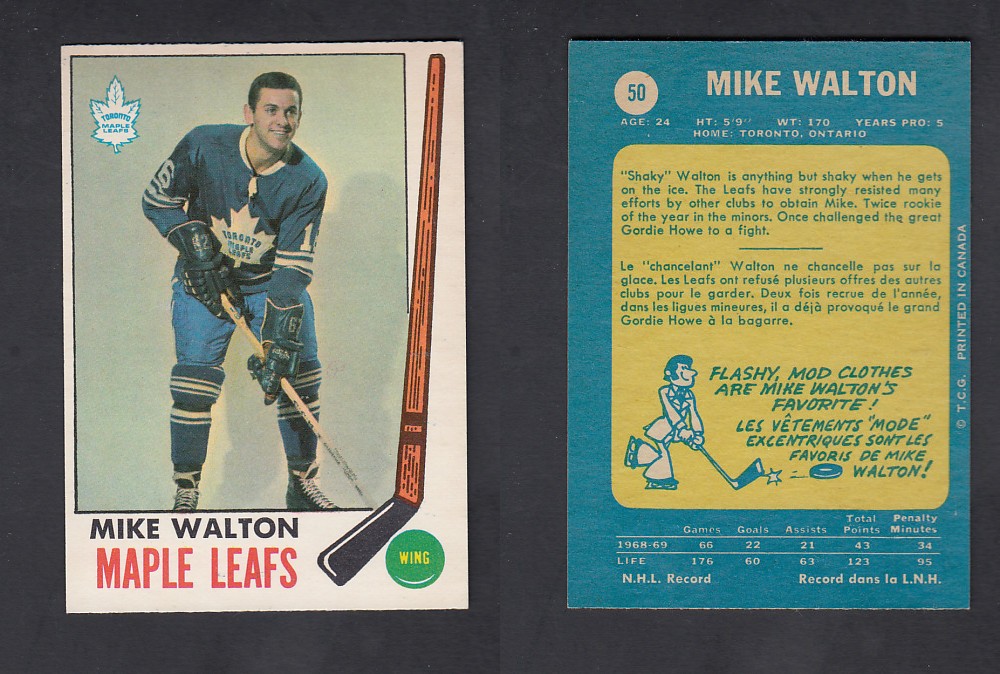 TORONTO
MAPLE
LEAFS
16
TORONTO
MAPLE
LEAFS
1
MIKE WALTON
MAPLE LEAFS
WING
50
MIKE WALTON
AGE: 24 HT: 5'9" WT: 170 YEARS PRO: 5
HOME: TORONTO, ONTARIO
"Shaky" Walton is anything but shaky when he gets
on the ice. The Leafs have strongly resisted many
efforts by other clubs to obtain Mike. Twice rookie
of the year in the minors. Once challenged the great
Gordie Howe to a fight.
Le "chancelant" Walton ne chancelle pas sur la
glace. Les Leafs ont refusé plusieurs offres des autres
clubs pour le garder. Deux fois recrue de l'année,
dans les ligues mineures, il a déjà provoqué le grand
Gordie Howe à la bagarre.
FLASHY, MOD CLOTHES
ARE MIKE WALTON'S
FAVORITE!
LES VÊTEMENTS "MODE"
EXCENTRIQUES SONT LES
FAVORIS DE MIKE
WALTON!
Games Goals Assists Total Points Penalty Minutes
1968-69 66 22 21 43 34
LIFE 176 60 63 123 95
N.H.L. Record Record dans la L.N.H.
© T.C.G. PRINTED IN CANADA